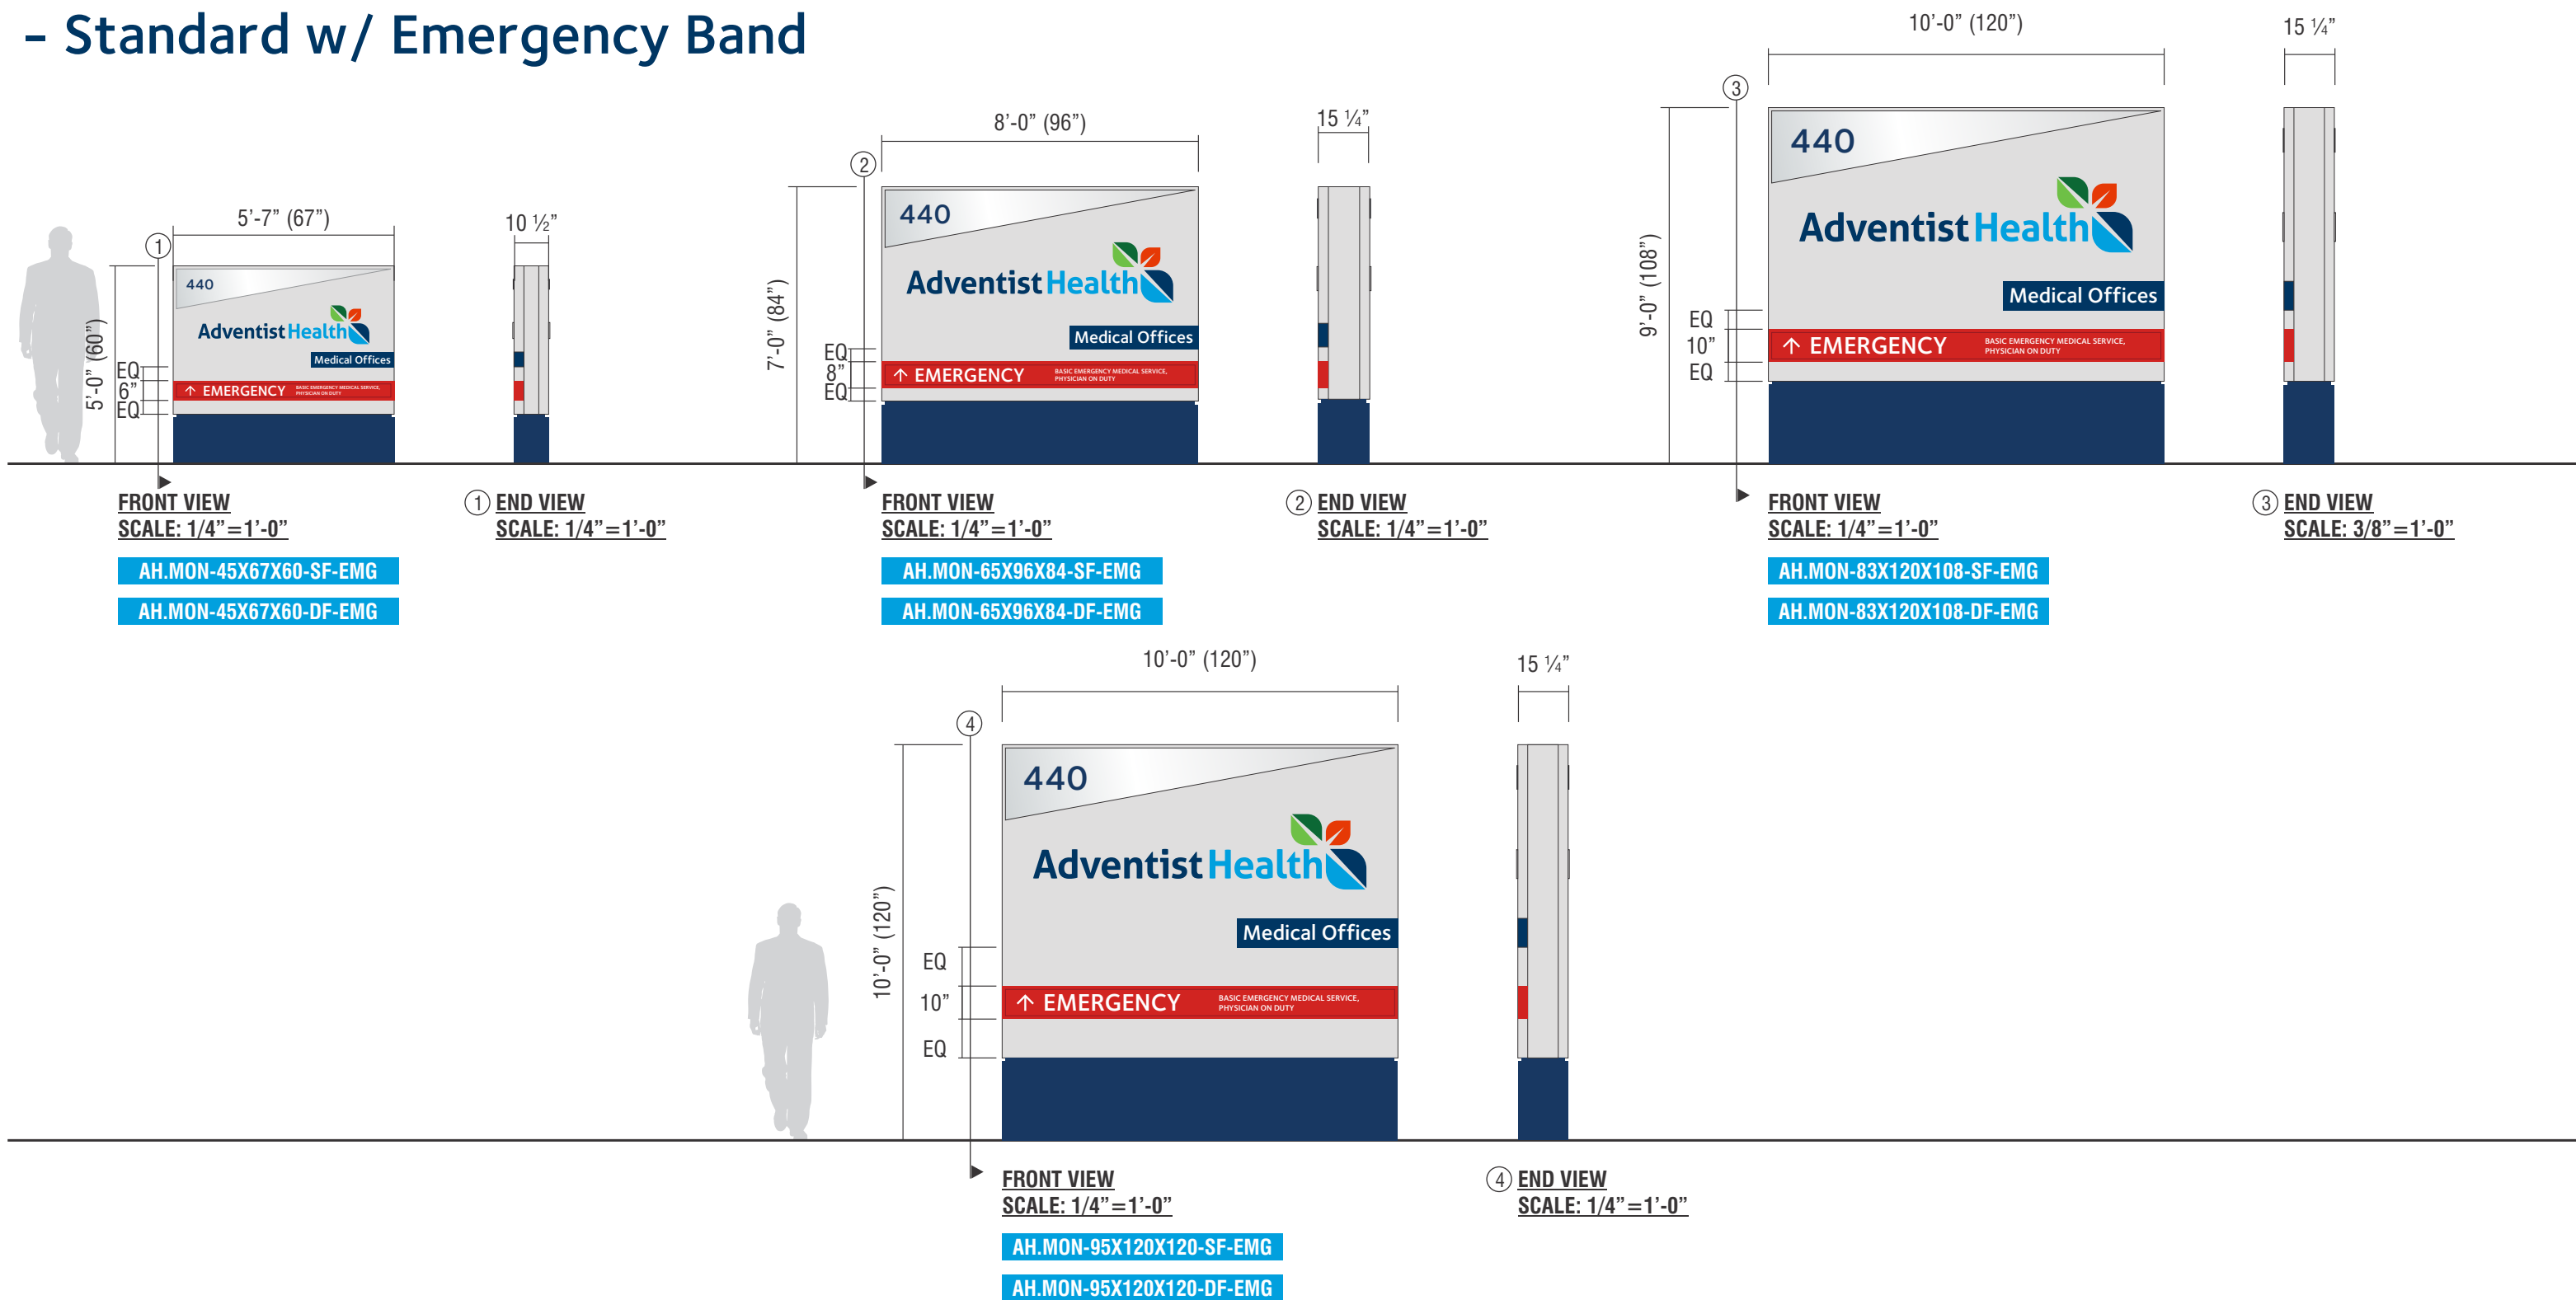 - Standard w/ Emergency Band
5’-7” (67”)
10 ½”
1
5’-0” (60”)
EQ
6”
EQ
440
Adventist Health
Medical Offices
↑ EMERGENCY
BASIC EMERGENCY MEDICAL SERVICE,
PHYSICIAN ON DUTY
FRONT VIEW
SCALE: 1/4”=1’-0”
1 END VIEW
SCALE: 1/4”=1’-0”
AH.MON-45X67X60-SF-EMG
AH.MON-45X67X60-DF-EMG
8’-0” (96”)
15 ¼”
2
7’-0” (84”)
EQ
8”
EQ
440
Adventist Health
Medical Offices
↑ EMERGENCY
BASIC EMERGENCY MEDICAL SERVICE,
PHYSICIAN ON DUTY
FRONT VIEW
SCALE: 1/4”=1’-0”
2 END VIEW
SCALE: 1/4”=1’-0”
AH.MON-65X96X84-SF-EMG
AH.MON-65X96X84-DF-EMG
10’-0” (120”)
15 ¼”
3
9’-0” (108”)
EQ
10”
EQ
440
Adventist Health
Medical Offices
↑ EMERGENCY
BASIC EMERGENCY MEDICAL SERVICE,
PHYSICIAN ON DUTY
FRONT VIEW
SCALE: 1/4”=1’-0”
3 END VIEW
SCALE: 3/8”=1’-0”
AH.MON-83X120X108-SF-EMG
AH.MON-83X120X108-DF-EMG
10’-0” (120”)
15 ¼”
4
10’-0” (120”)
EQ
10”
EQ
440
Adventist Health
Medical Offices
↑ EMERGENCY
BASIC EMERGENCY MEDICAL SERVICE,
PHYSICIAN ON DUTY
FRONT VIEW
SCALE: 1/4”=1’-0”
4 END VIEW
SCALE: 1/4”=1’-0”
AH.MON-95X120X120-SF-EMG
AH.MON-95X120X120-DF-EMG